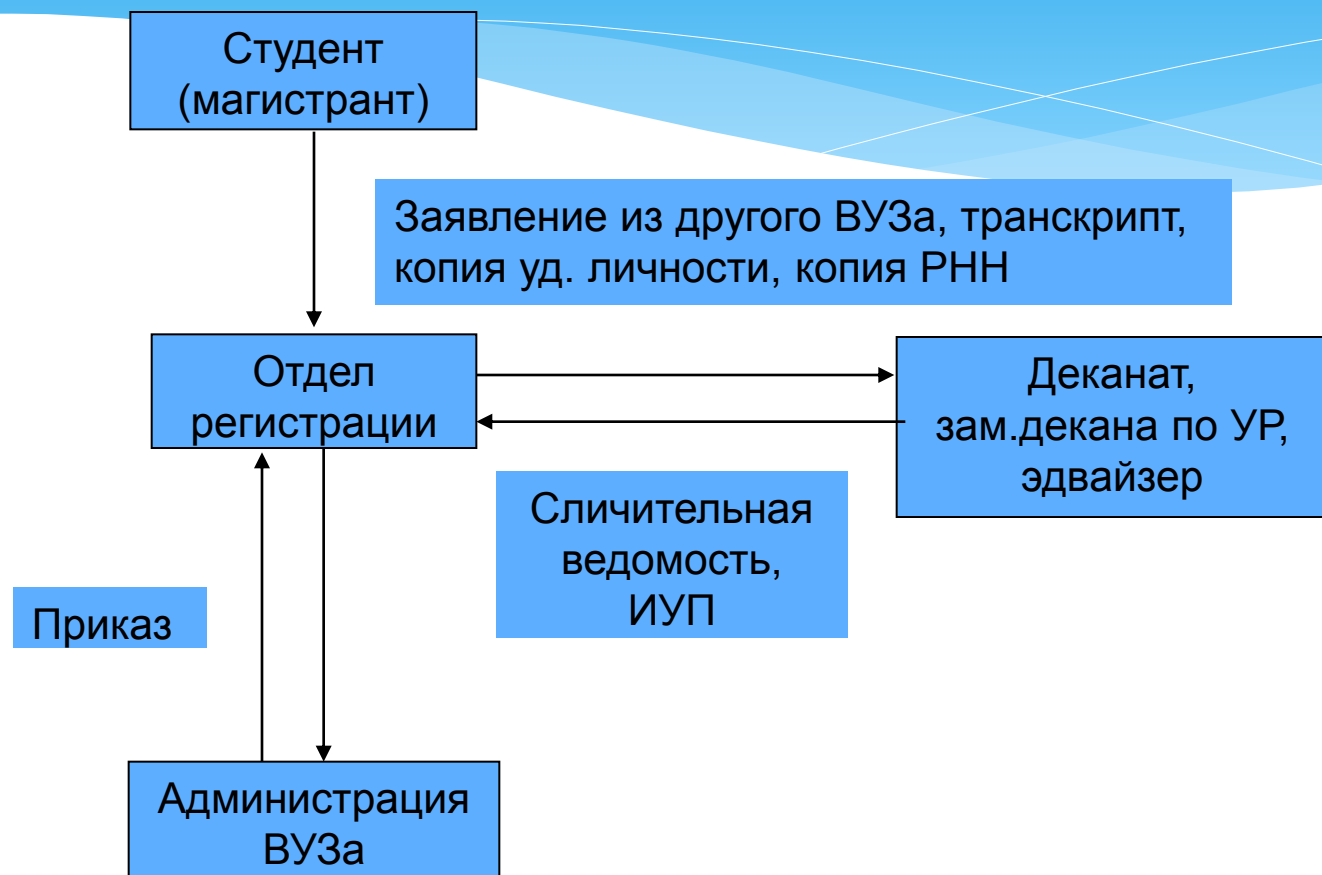 Студент
(магистрант)
Заявление из другого ВУЗа, транскрипт,
копия уд. личности, копия РНН
Отдел
регистрации
Деканат,
зам.декана по УР,
эдвайзер
Сличительная
ведомость,
ИУП
Приказ
Администрация
ВУЗа